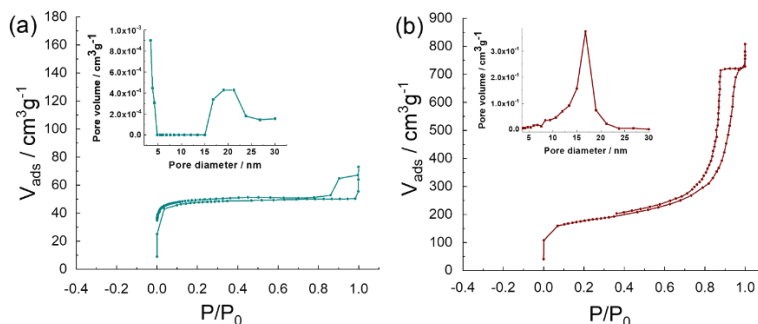 (a)
V_ads / cm³g⁻¹
180
160
140
120
100
80
60
40
20
0
-0.4 -0.2 0.0 0.2 0.4 0.6 0.8 1.0
P/P₀
Pore volume / cm³g⁻¹
1.0x10⁻³
8.0x10⁻⁴
6.0x10⁻⁴
4.0x10⁻⁴
2.0x10⁻⁴
0.0
5 10 15 20 25 30
Pore diameter / nm
(b)
V_ads / cm³g⁻¹
900
800
700
600
500
400
300
200
100
0
-0.4 -0.2 0.0 0.2 0.4 0.6 0.8 1.0
P/P₀
Pore volume / cm³g⁻¹
0.0
5 10 15 20 25 30
Pore diameter / nm